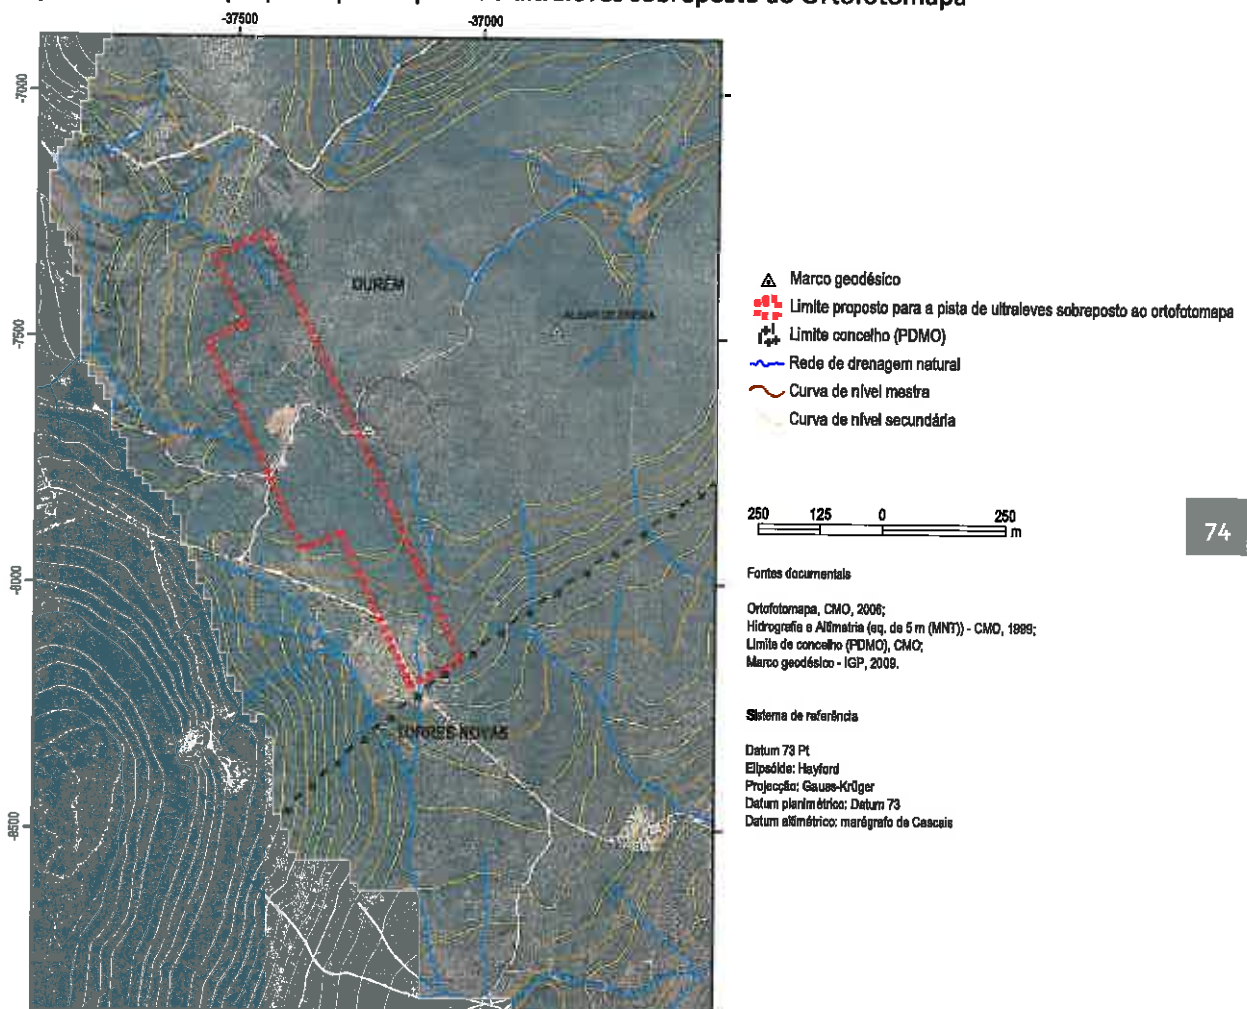 sobreposto ao Ortofotomapa
-37500
-37000
-7000
-7500
-8000
-8500
OURÉM
TORRES NOVAS
Marco geodésico
Limite proposto para a pista de ultraleves sobreposto ao ortofotomapa
Limite concelho (PDMO)
Rede de drenagem natural
Curva de nível mestra
Curva de nível secundária
250 125 0 250
m
74
Fontes documentais
Ortofotomapa, CMO, 2006;
Hidrografia e Altimetria (eq. de 5 m (MNT)) - CMO, 1999;
Limite de concelho (PDMO), CMO;
Marco geodésico - IGP, 2009.
Sistema de referência
Datum 73 Pt
Elipsóide: Hayford
Projecção: Gauss-Krüger
Datum planimétrico: Datum 73
Datum altimétrico: marégrafo de Cascais